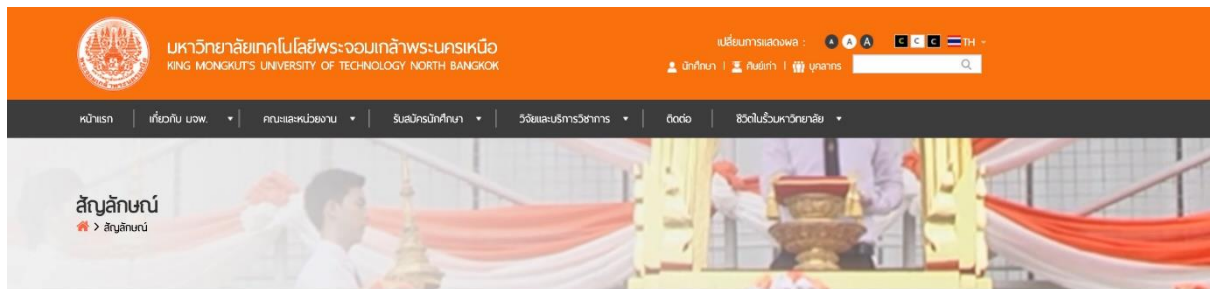 มหาวิทยาลัยเทคโนโลยีพระจอมเกล้าพระนครเหนือ
KING MONGKUT'S UNIVERSITY OF TECHNOLOGY NORTH BANGKOK
เปลี่ยนการแสดงผล : A A A C C C TH
นักศึกษา | ศิษย์เก่า | บุคลากร
หน้าแรก เกี่ยวกับ มจพ. คณะและหน่วยงาน รับสมัครนักศึกษา วิจัยและบริการวิชาการ ติดต่อ ชีวิตในรั้วมหาวิทยาลัย
สัญลักษณ์
> สัญลักษณ์